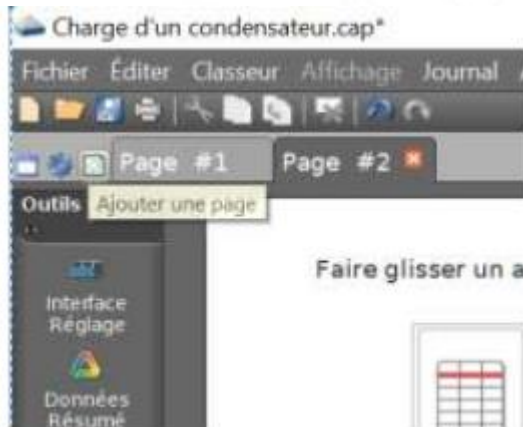 Charge d'un condensateur.cap*
Fichier Éditer Classeur Affichage Journal
Page #1 Page #2
Outils Ajouter une page
Faire glisser un a
Interface
Réglage
Données
Résumé